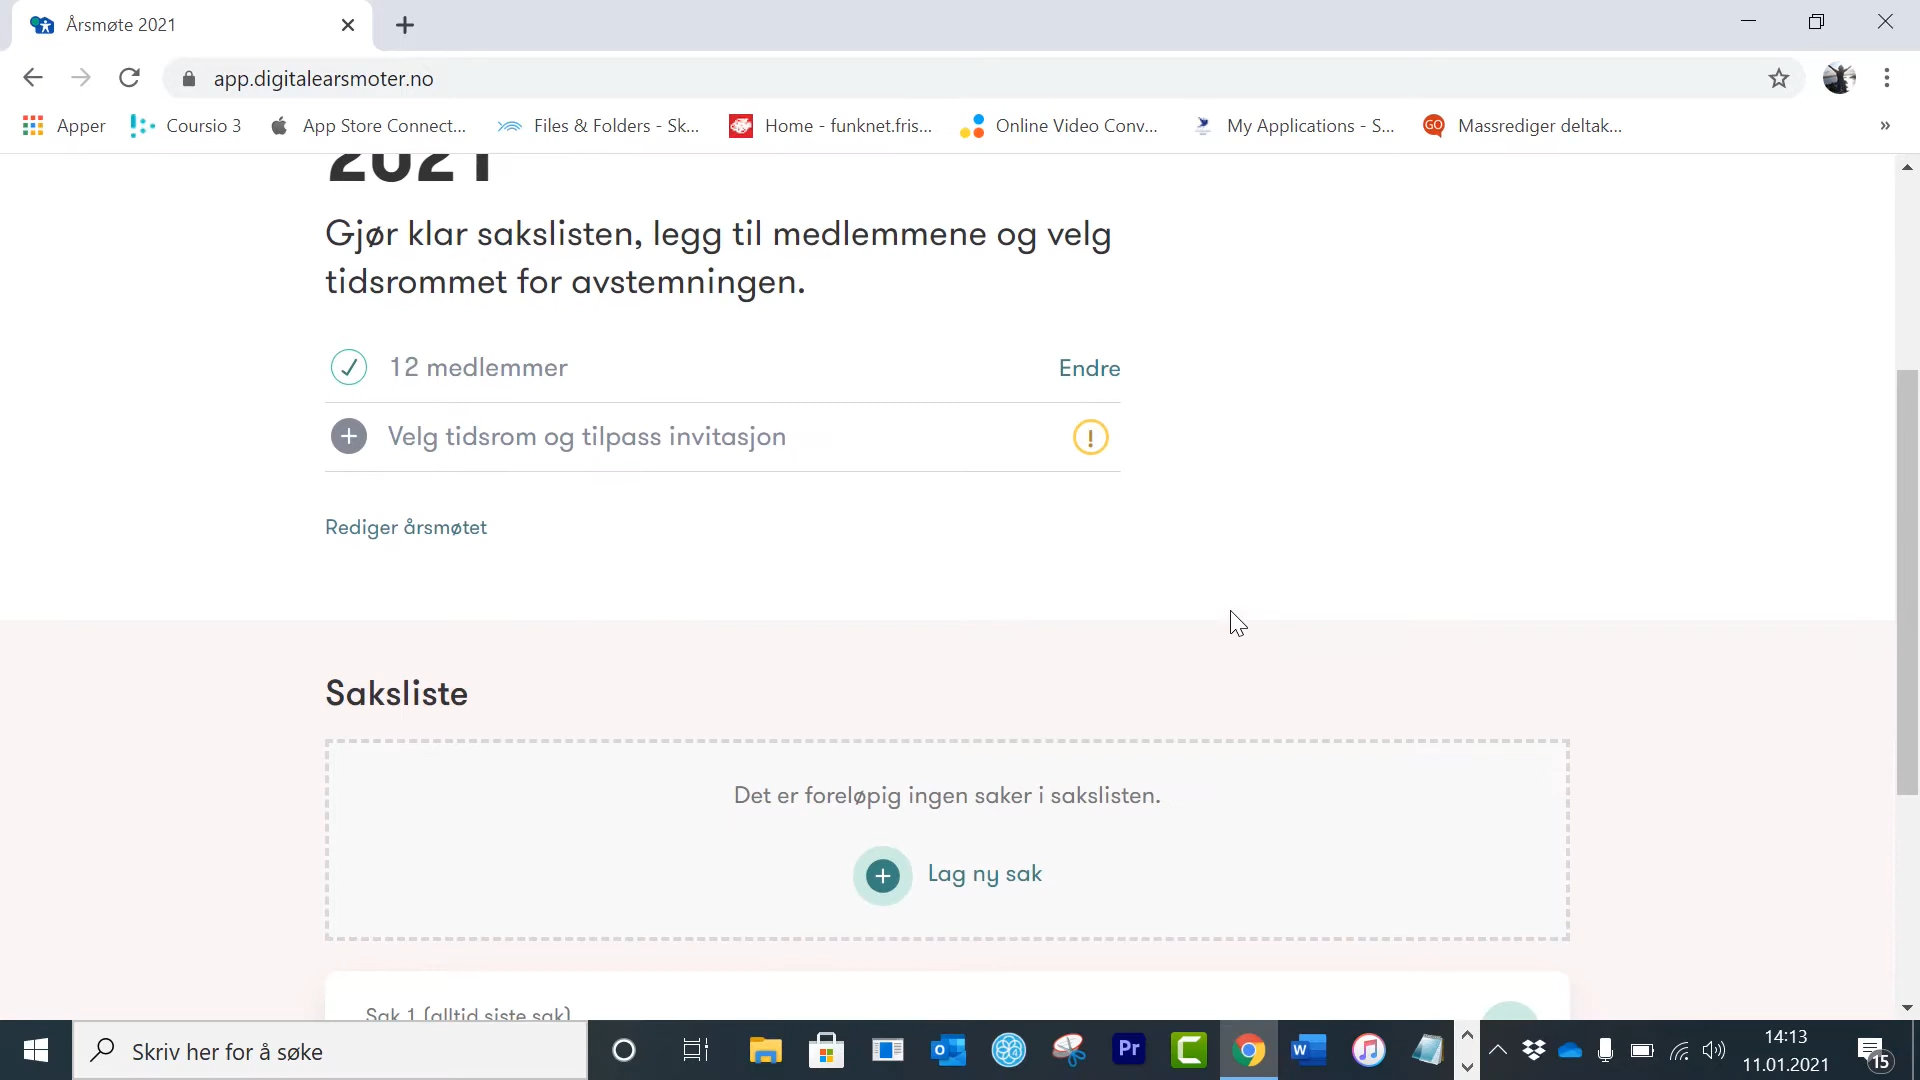 Årsmøte 2021
app.digitalearsmoter.no
Apper
Coursio 3
App Store Connect...
Files & Folders - Sk...
Home - funknet.fris...
Online Video Conv...
My Applications - S...
GO
Massrediger deltak...
»
2021
Gjør klar sakslisten, legg til medlemmene og velg
tidsrommet for avstemningen.
12 medlemmer
Endre
Velg tidsrom og tilpass invitasjon
!
Rediger årsmøtet
Saksliste
Det er foreløpig ingen saker i sakslisten.
Lag ny sak
Sak 1 (alltid siste sak)
Skriv her for å søke
Pr
14:13
11.01.2021
15